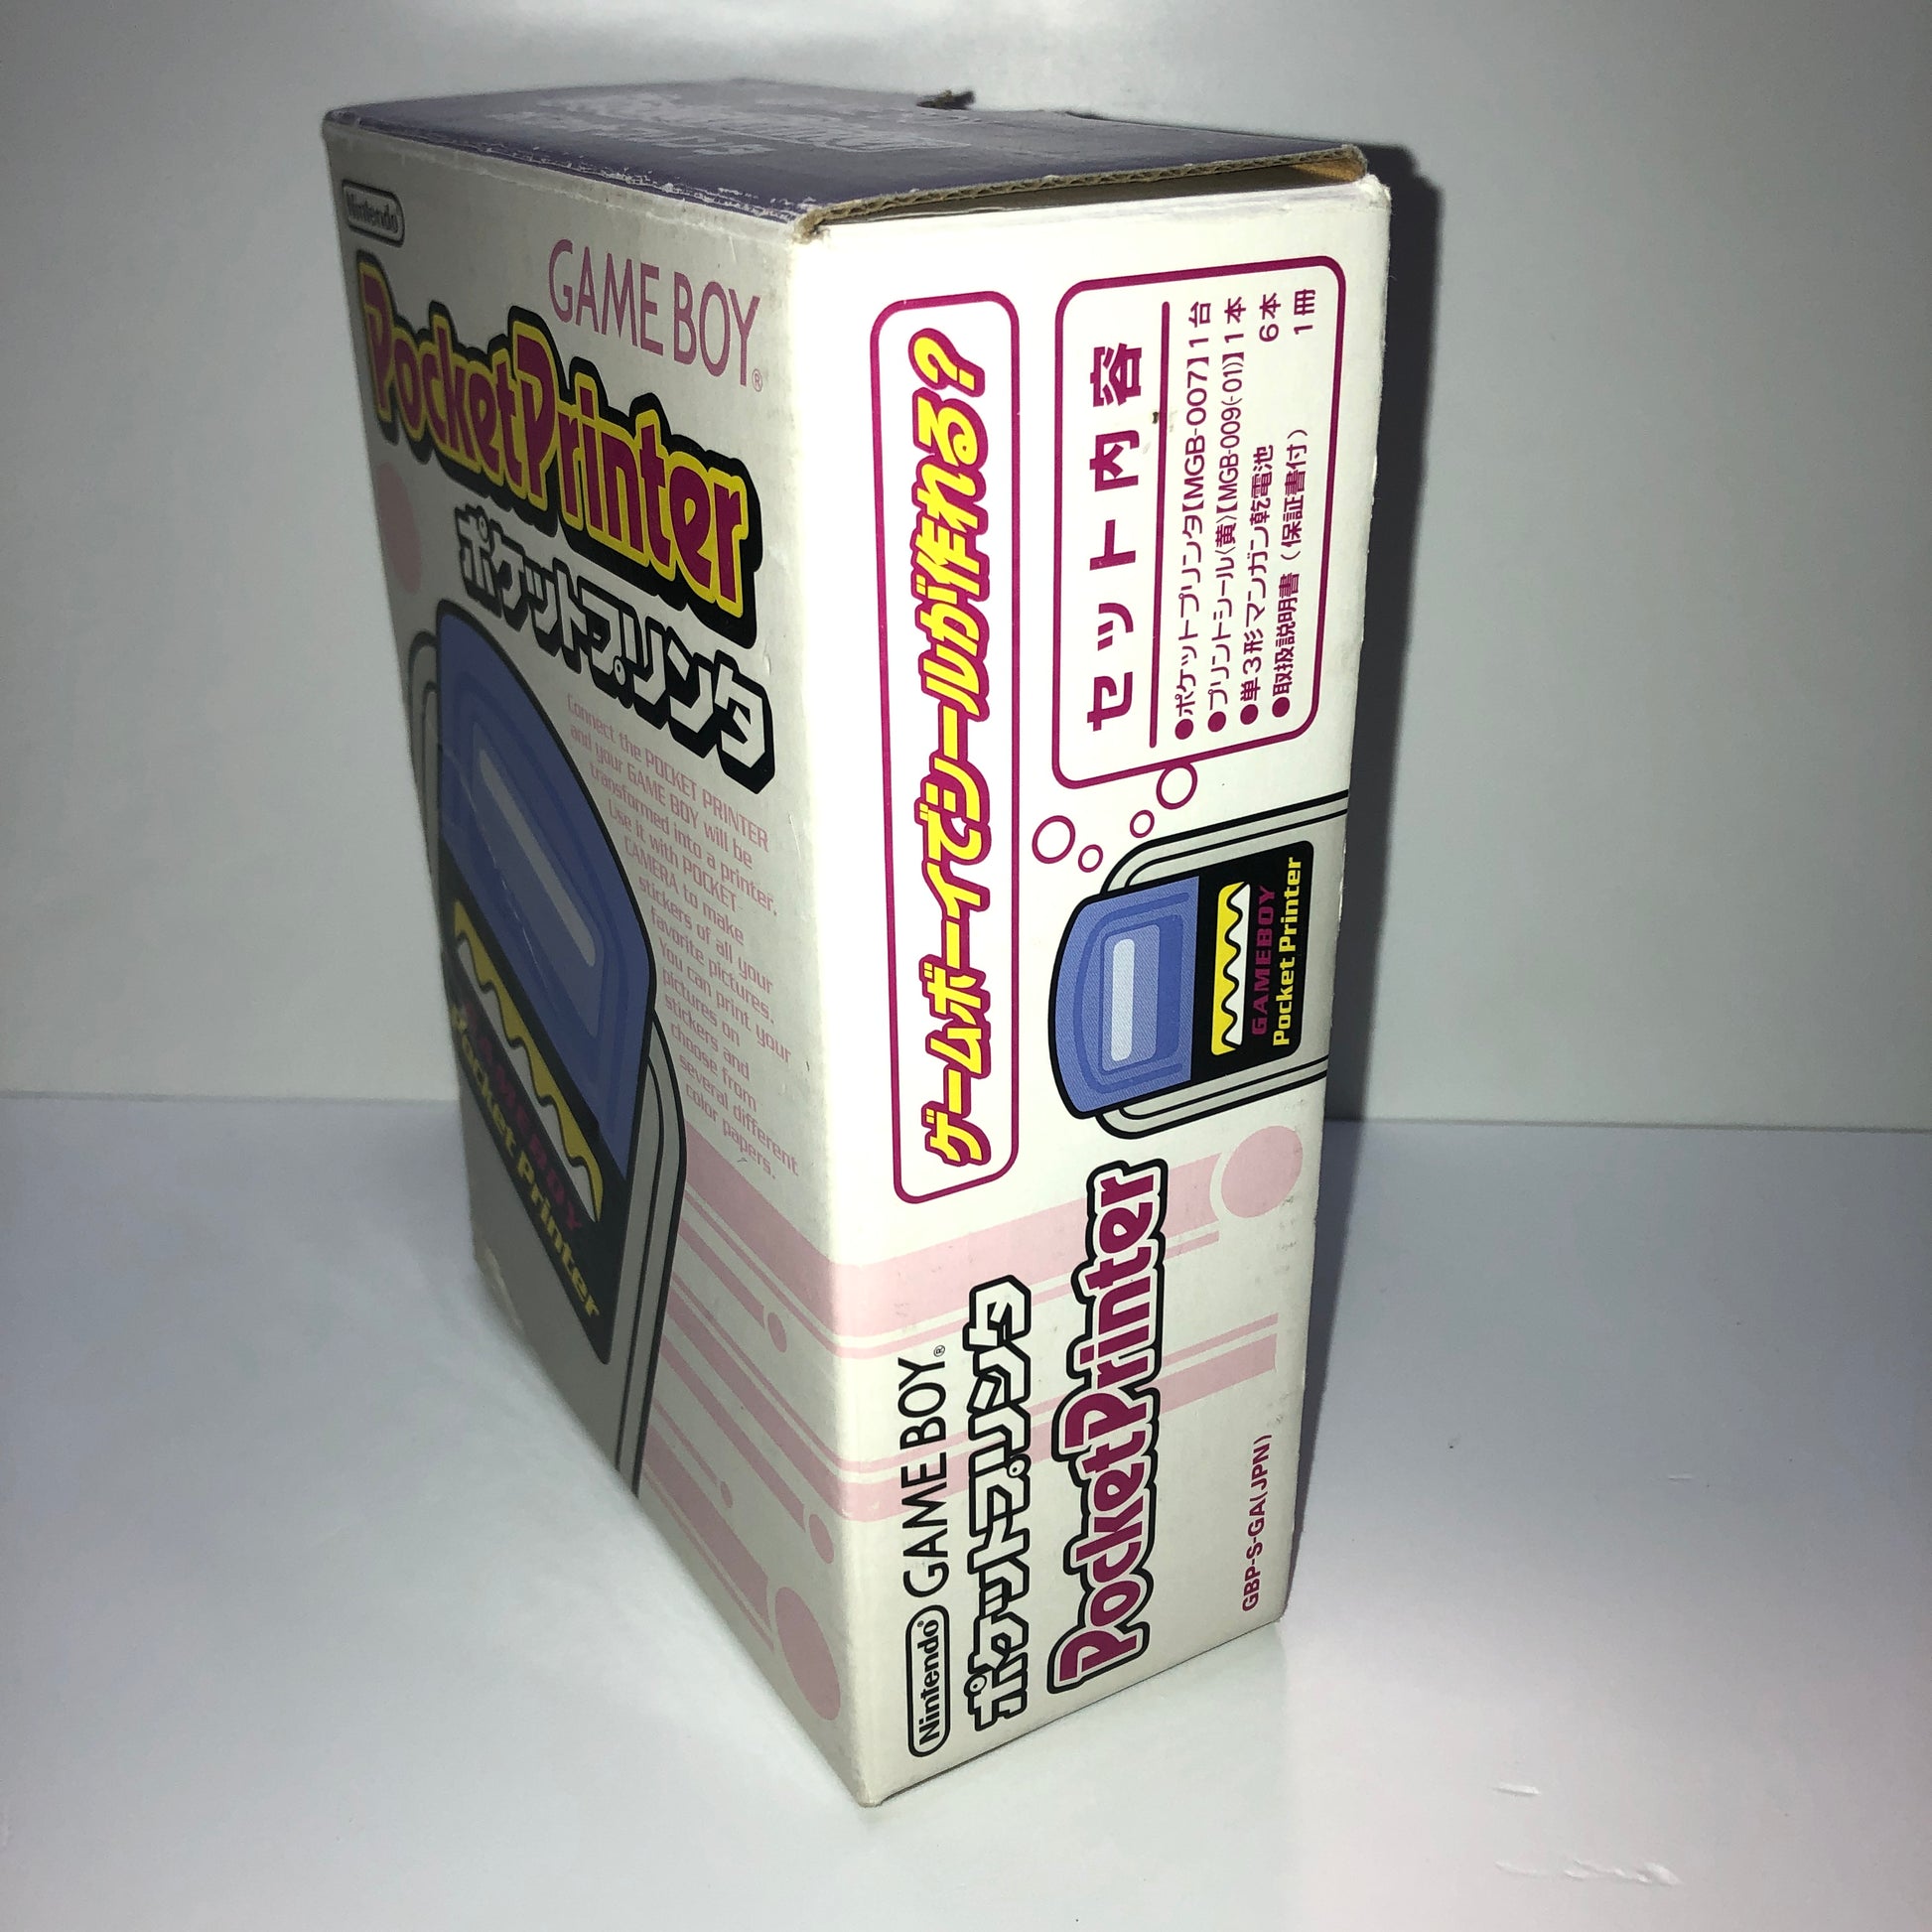 Nintendo
GAME BOY®
PocketPrinter
ポケットプリンタ
Connect the POCKET PRINTER
and your GAME BOY will be
transformed into a printer.
Use it with POCKET
CAMERA to make
stickers of all your
favorite pictures.
You can print your
pictures on
stickers and
choose from
several different
color papers.
GAMEBOY
Pocket Printer
ゲームボーイでシールが作れる?
セット内容
●ポケットプリンタ【MGB-007】1台
●プリントシール〈黄〉【MGB-009(-01)】1本
●単3形マンガン乾電池 6本
●取扱説明書(保証書付) 1冊
GAMEBOY
Pocket Printer
Nintendo® GAME BOY®
ポケットプリンタ
PocketPrinter
GBP-S-GA(JPN)